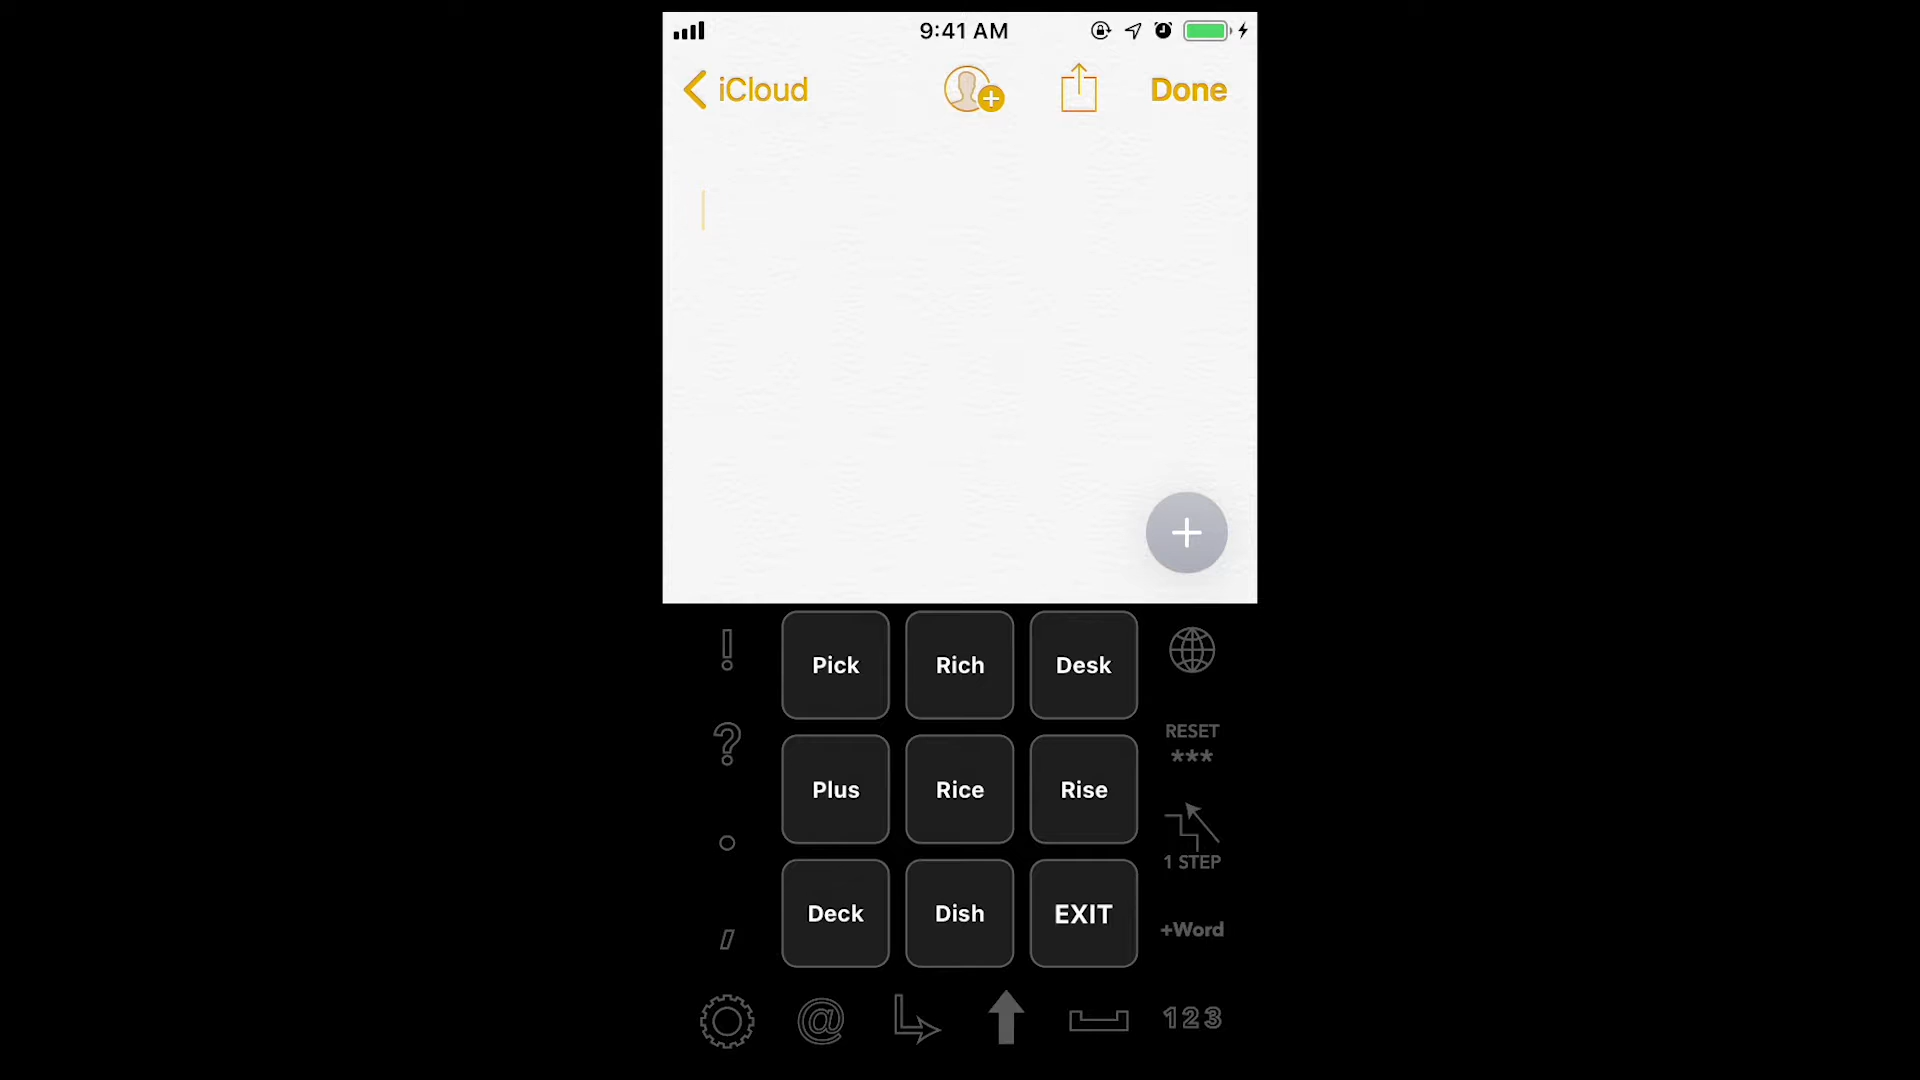 9:41 AM
iCloud
Done
! Pick Rich Desk
RESET
***
? Plus Rice Rise
1 STEP
Deck Dish EXIT
+Word
,
@ 123